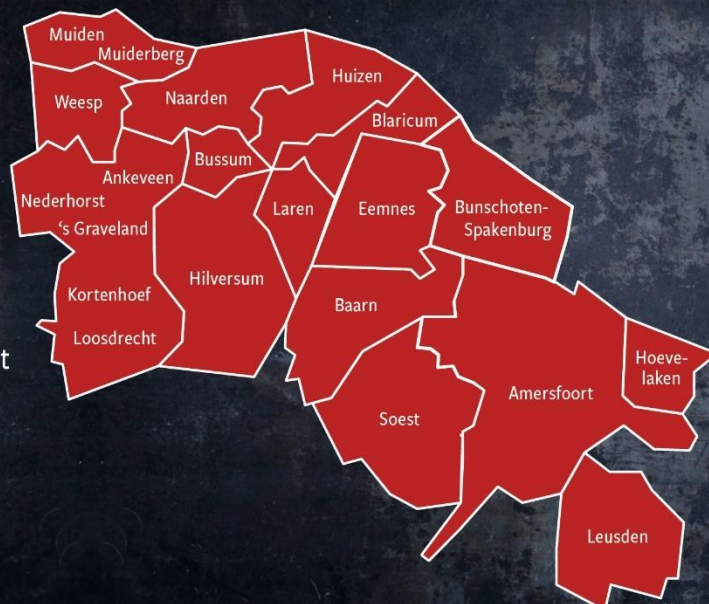 Muiden
Muiderberg
Huizen
Weesp
Naarden
Blaricum
Bussum
Ankeveen
Nederhorst
's Graveland
Laren
Eemnes
Bunschoten-
Spakenburg
Hilversum
Kortenhoef
Baarn
Loosdrecht
t
Hoeve-
laken
Amersfoort
Soest
Leusden